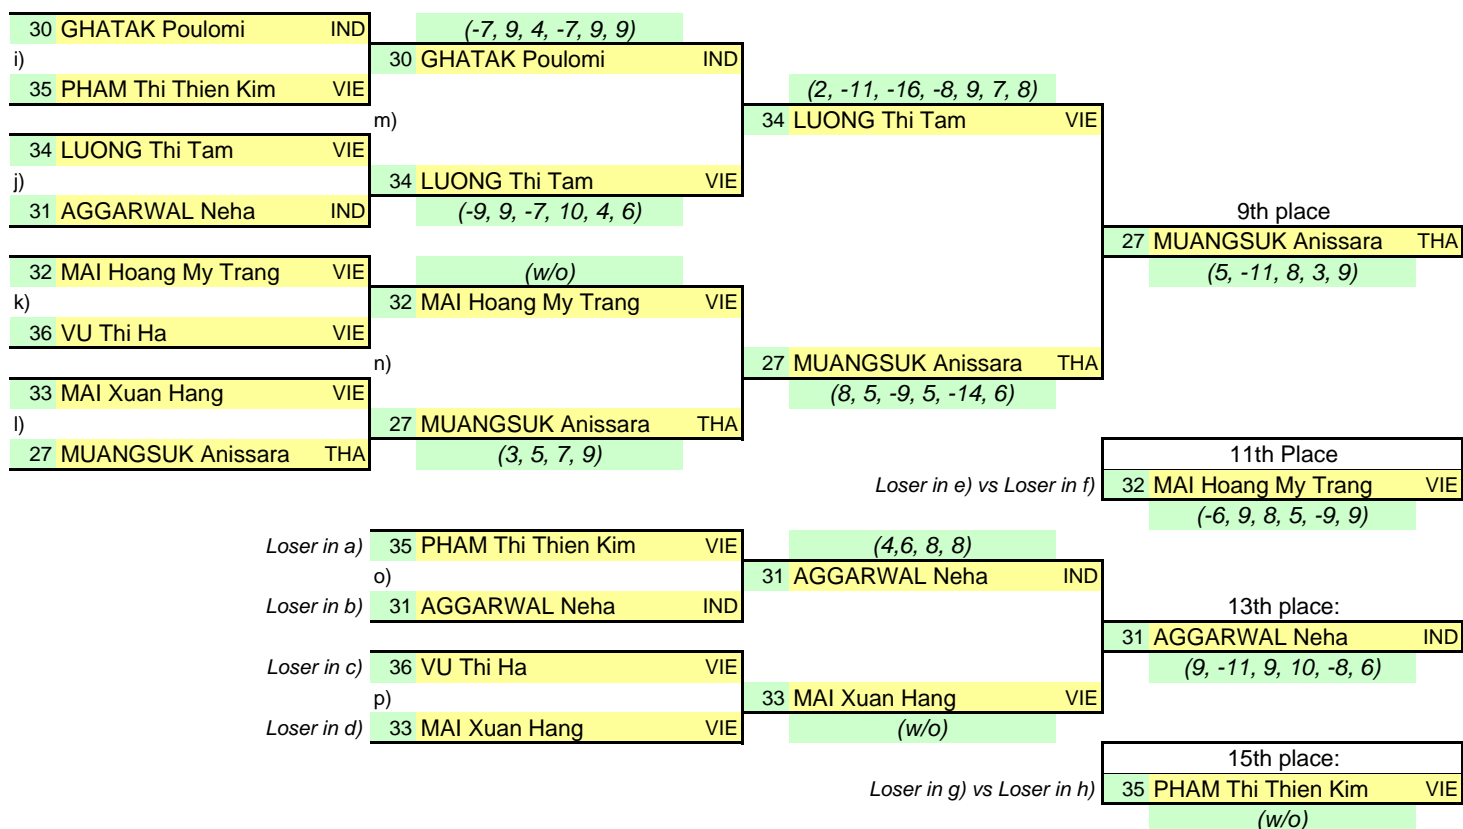 30 GHATAK Poulomi IND (-7, 9, 4, -7, 9, 9)
i) 30 GHATAK Poulomi IND
35 PHAM Thi Thien Kim VIE (2, -11, -16, -8, 9, 7, 8)
m) 34 LUONG Thi Tam VIE
34 LUONG Thi Tam VIE
j) 34 LUONG Thi Tam VIE
31 AGGARWAL Neha IND (-9, 9, -7, 10, 4, 6) 9th place
27 MUANGSUK Anissara THA
32 MAI Hoang My Trang VIE (w/o) (5, -11, 8, 3, 9)
k) 32 MAI Hoang My Trang VIE
36 VU Thi Ha VIE
n) 27 MUANGSUK Anissara THA
33 MAI Xuan Hang VIE (8, 5, -9, 5, -14, 6)
l) 27 MUANGSUK Anissara THA
27 MUANGSUK Anissara THA (3, 5, 7, 9) 11th Place
Loser in e) vs Loser in f) 32 MAI Hoang My Trang VIE
(-6, 9, 8, 5, -9, 9)
Loser in a) 35 PHAM Thi Thien Kim VIE (4,6, 8, 8)
o) 31 AGGARWAL Neha IND
Loser in b) 31 AGGARWAL Neha IND 13th place:
31 AGGARWAL Neha IND
Loser in c) 36 VU Thi Ha VIE (9, -11, 9, 10, -8, 6)
p) 33 MAI Xuan Hang VIE
Loser in d) 33 MAI Xuan Hang VIE (w/o)
15th place:
Loser in g) vs Loser in h) 35 PHAM Thi Thien Kim VIE
(w/o)